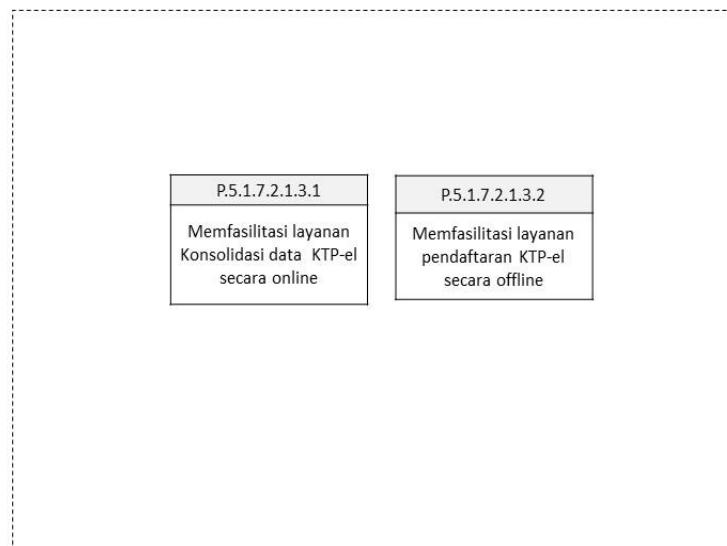 P.5.1.7.2.1.3.1
Memfasilitasi layanan
Konsolidasi data KTP-el
secara online
P.5.1.7.2.1.3.2
Memfasilitasi layanan
pendaftaran KTP-el
secara offline